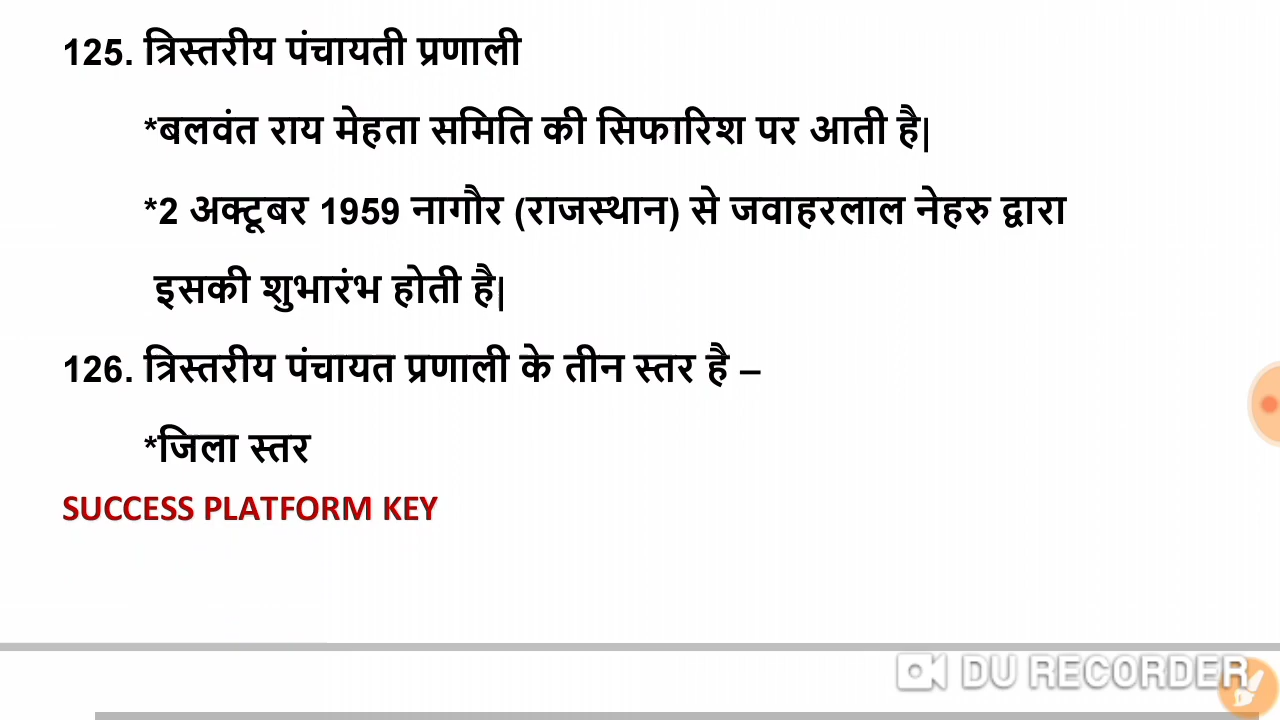 125. त्रिस्तरीय पंचायती प्रणाली
*बलवंत राय मेहता समिति की सिफारिश पर आती है|
*2 अक्टूबर 1959 नागौर (राजस्थान) से जवाहरलाल नेहरु द्वारा
इसकी शुभारंभ होती है|
126. त्रिस्तरीय पंचायत प्रणाली के तीन स्तर है –
*जिला स्तर
SUCCESS PLATFORM KEY
DU RECORDER